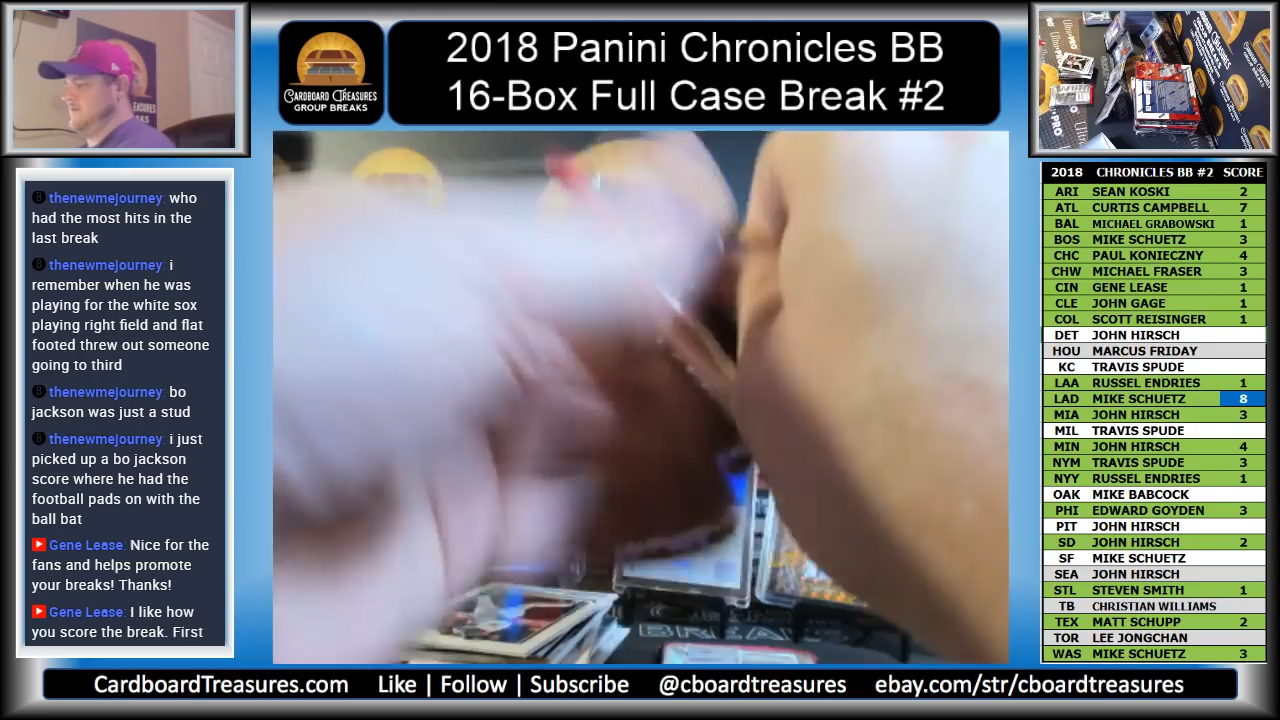 2018 Panini Chronicles BB
16-Box Full Case Break #2
CARDBOARD TREASURES
GROUP BREAKS
thenewmejourney: who
had the most hits in the
last break
thenewmejourney: i
remember when he was
playing for the white sox
playing right field and flat
footed threw out someone
going to third
thenewmejourney: bo
jackson was just a stud
thenewmejourney: i just
picked up a bo jackson
score where he had the
football pads on with the
ball bat
Gene Lease: Nice for the
fans and helps promote
your breaks! Thanks!
Gene Lease: I like how
you score the break. First
BREAKS
2018 CHRONICLES BB #2 SCORE
ARI SEAN KOSKI 2
ATL CURTIS CAMPBELL 7
BAL MICHAEL GRABOWSKI 1
BOS MIKE SCHUETZ 3
CHC PAUL KONIECZNY 4
CHW MICHAEL FRASER 3
CIN GENE LEASE 1
CLE JOHN GAGE 1
COL SCOTT REISINGER 1
DET JOHN HIRSCH
HOU MARCUS FRIDAY
KC TRAVIS SPUDE
LAA RUSSEL ENDRIES 1
LAD MIKE SCHUETZ 8
MIA JOHN HIRSCH 3
MIL TRAVIS SPUDE
MIN JOHN HIRSCH 4
NYM TRAVIS SPUDE 3
NYY RUSSEL ENDRIES 1
OAK MIKE BABCOCK
PHI EDWARD GOYDEN 3
PIT JOHN HIRSCH
SD JOHN HIRSCH 2
SF MIKE SCHUETZ
SEA JOHN HIRSCH
STL STEVEN SMITH 1
TB CHRISTIAN WILLIAMS
TEX MATT SCHUPP 2
TOR LEE JONGCHAN
WAS MIKE SCHUETZ 3
CardboardTreasures.com Like | Follow | Subscribe @cboardtreasures ebay.com/str/cboardtreasures